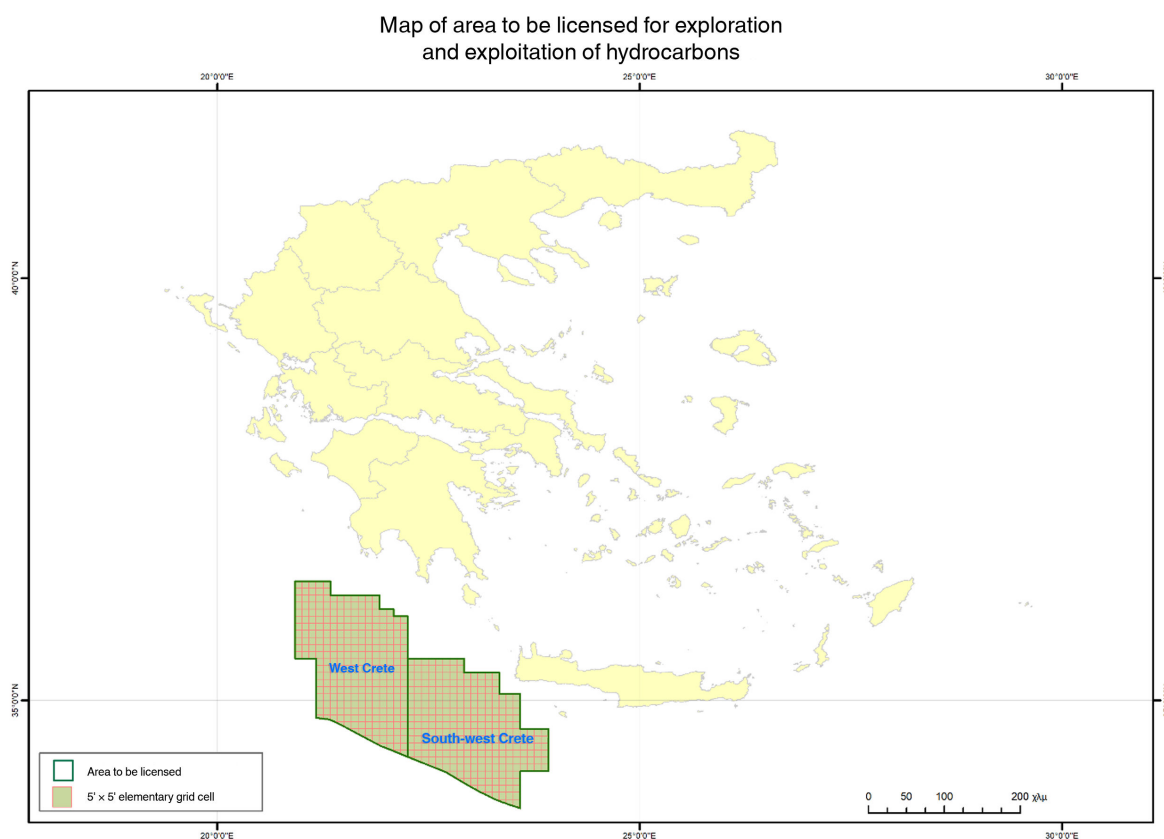 Map of area to be licensed for exploration
and exploitation of hydrocarbons
20°0'0"E 25°0'0"E 30°0'0"E
40°0'0"N
West Crete
35°0'0"N
South-west Crete
Area to be licensed
5' × 5' elementary grid cell
0 50 100 200 χλμ
20°0'0"E 25°0'0"E 30°0'0"E